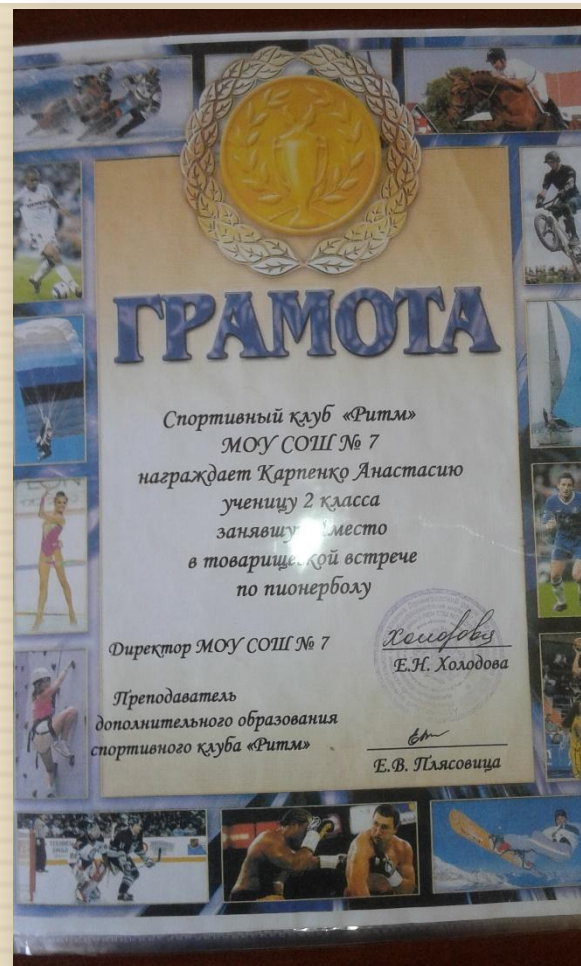 ГРАМОТА
Спортивный клуб «Ритм»
МОУ СОШ № 7
награждает Карпенко Анастасию
ученицу 2 класса
место
в товарищеской встрече
по пионерболу
Директор МОУ СОШ № 7
Е.Н. Холодова
Преподаватель
дополнительного образования
спортивного клуба «Ритм»
Е.В. Плясовица